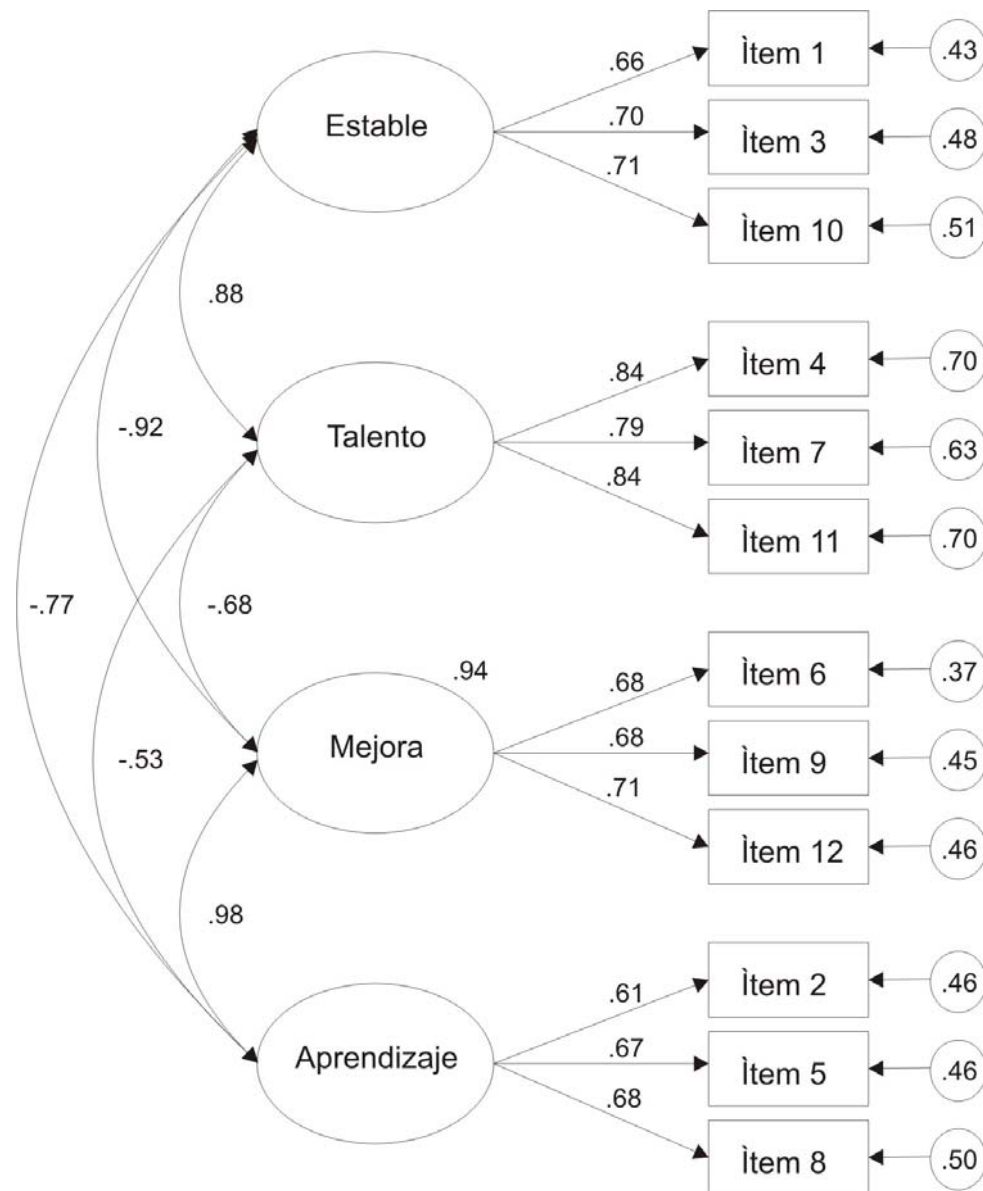 .66
Ìtem 1
.43
Estable
.70
Ìtem 3
.48
.71
Ìtem 10
.51
.88
.84
Ìtem 4
.70
-.92
Talento
.79
Ìtem 7
.63
.84
Ìtem 11
.70
-.77
-.68
.94
.68
Ìtem 6
.37
-.53
Mejora
.68
Ìtem 9
.45
.71
Ìtem 12
.46
.98
.61
Ìtem 2
.46
Aprendizaje
.67
Ìtem 5
.46
.68
Ìtem 8
.50